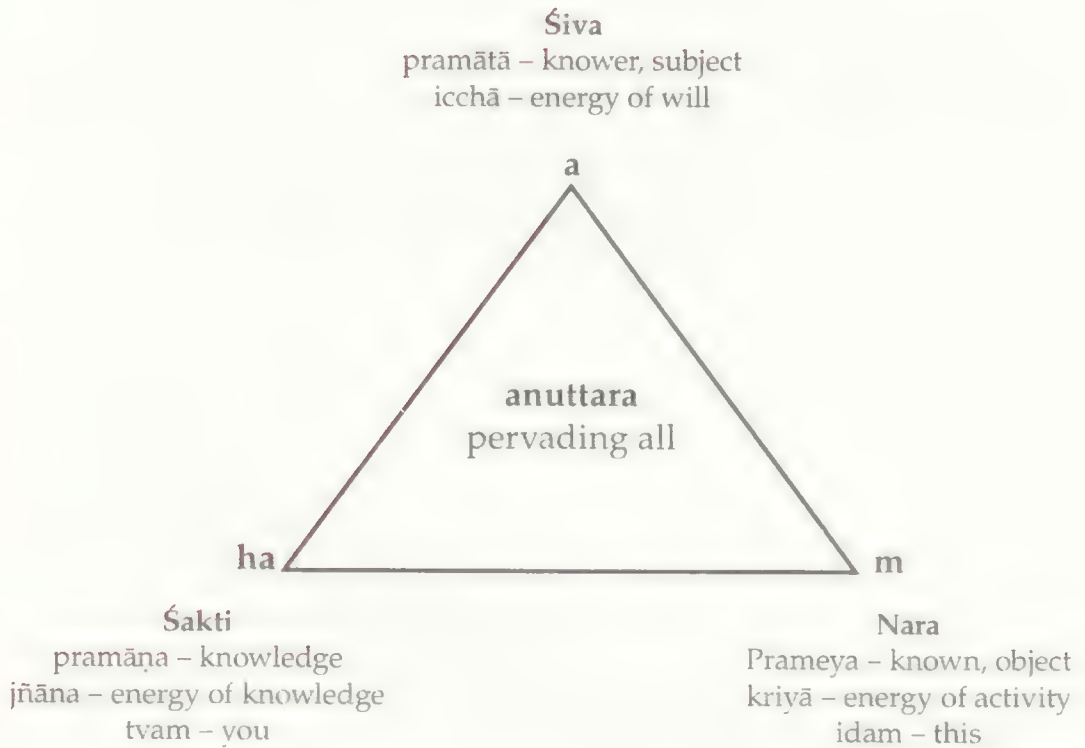 Śiva
pramātā – knower, subject
icchā – energy of will
a
anuttara
pervading all
ha
m
Śakti
pramāṇa – knowledge
jñāna – energy of knowledge
tvam – you
Nara
Prameya – known, object
kriyā – energy of activity
idam – this